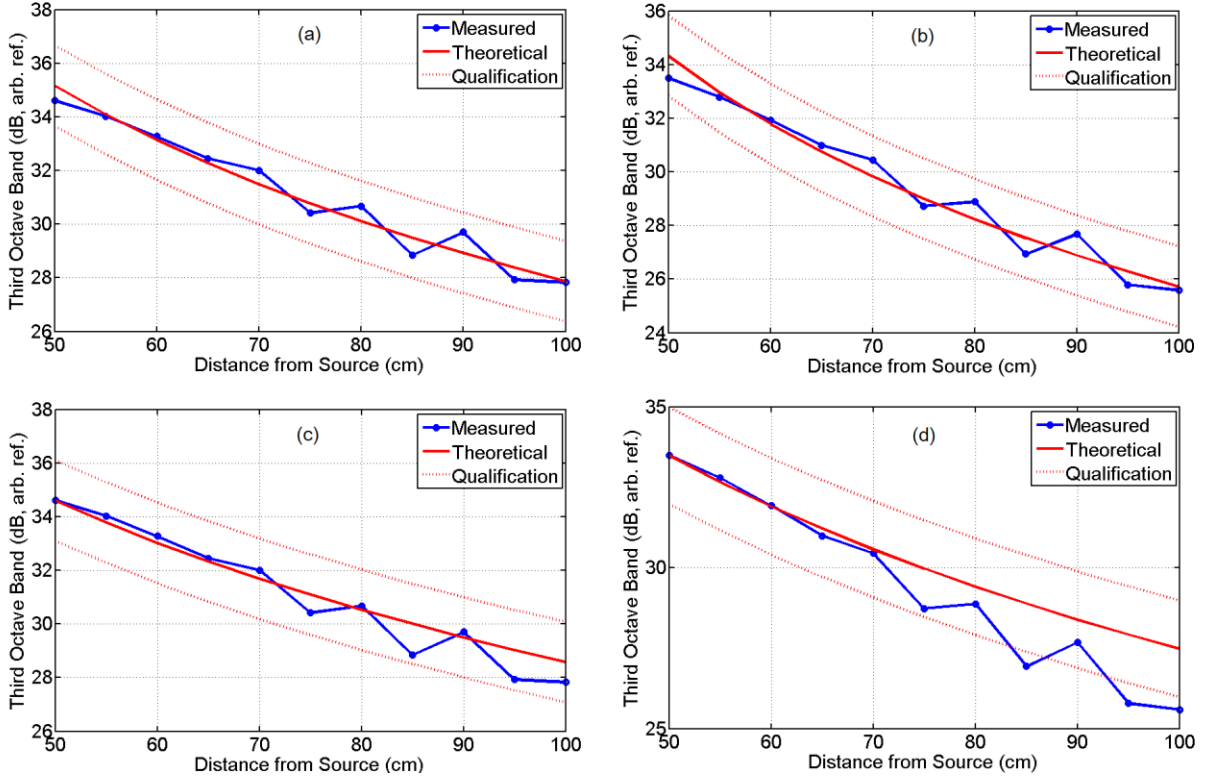 (a)
Measured
Theoretical
Qualification
Third Octave Band (dB, arb. ref.)
38
36
34
32
30
28
26
50 60 70 80 90 100
Distance from Source (cm)
(b)
Measured
Theoretical
Qualification
Third Octave Band (dB, arb. ref.)
36
34
32
30
28
26
24
50 60 70 80 90 100
Distance from Source (cm)
(c)
Measured
Theoretical
Qualification
Third Octave Band (dB, arb. ref.)
38
36
34
32
30
28
26
50 60 70 80 90 100
Distance from Source (cm)
(d)
Measured
Theoretical
Qualification
Third Octave Band (dB, arb. ref.)
35
30
25
50 60 70 80 90 100
Distance from Source (cm)